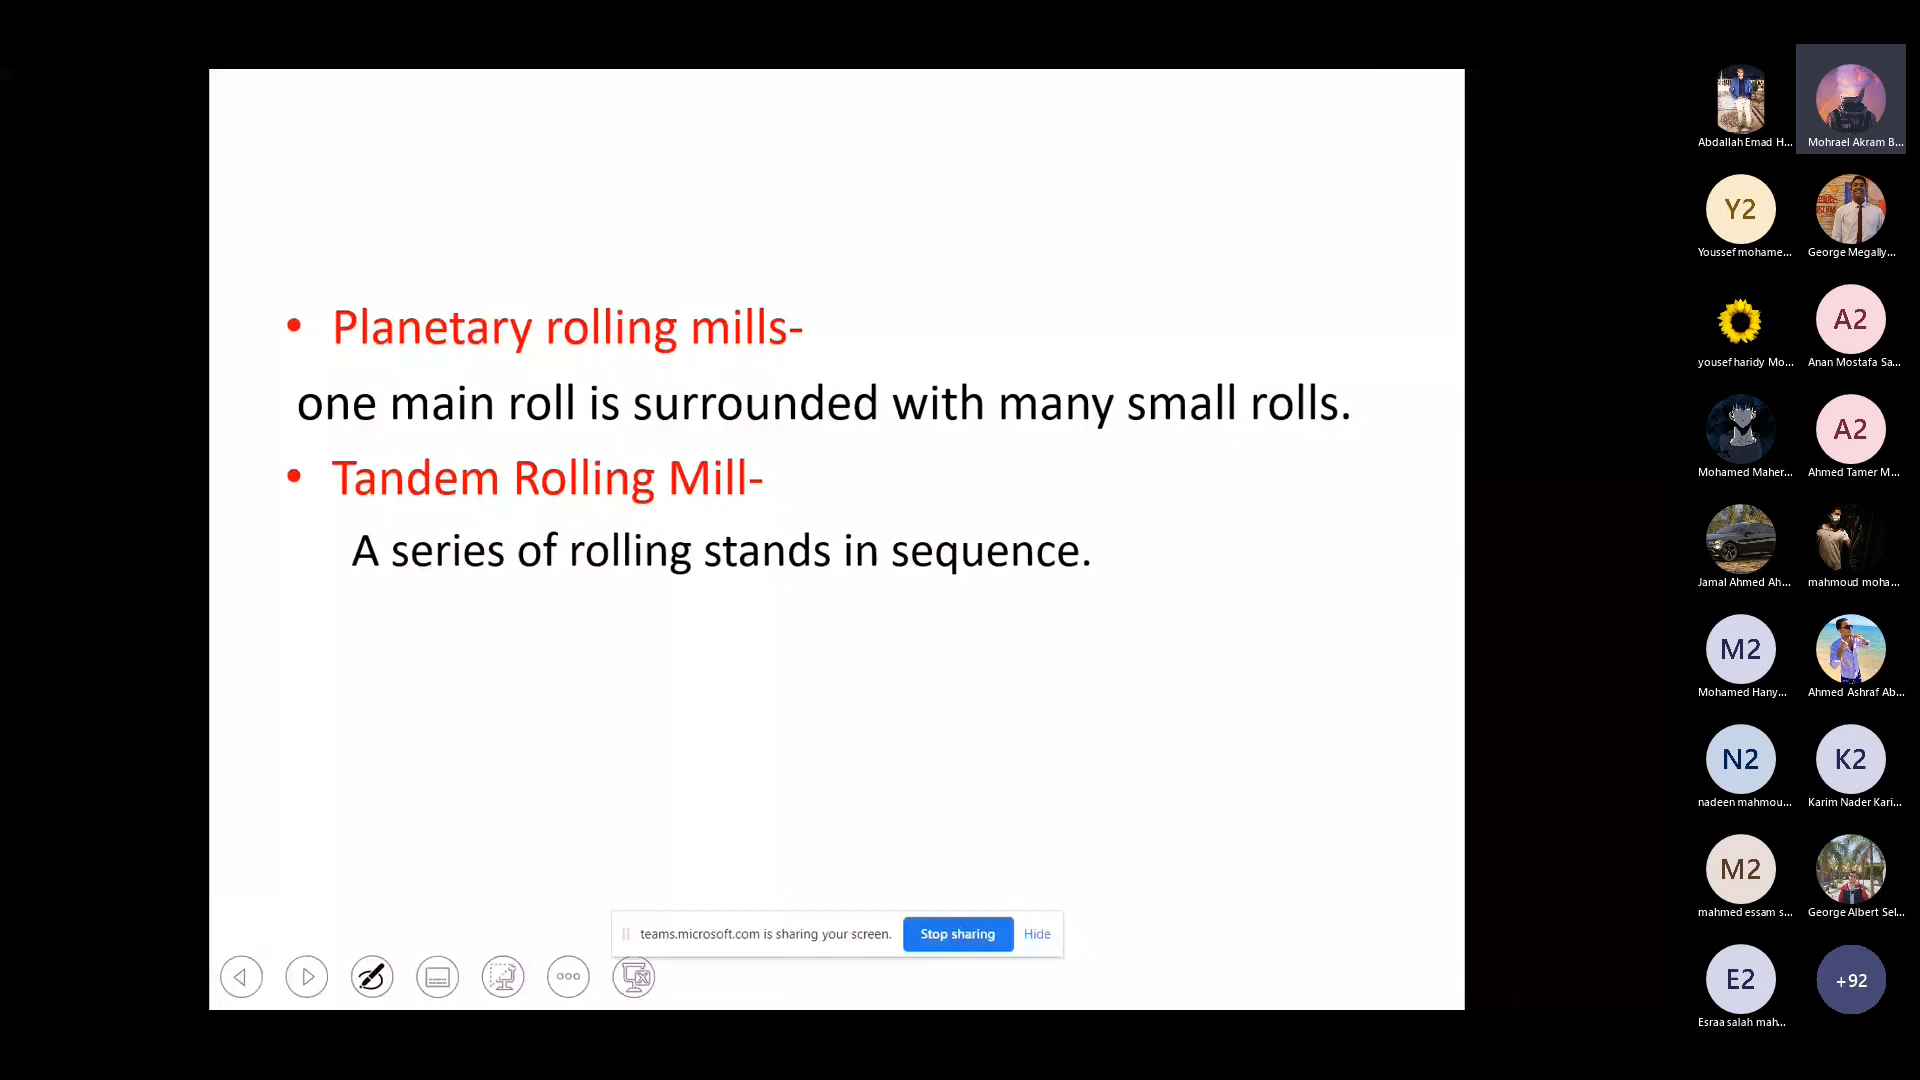 • Planetary rolling mills-
one main roll is surrounded with many small rolls.
• Tandem Rolling Mill-
A series of rolling stands in sequence.
teams.microsoft.com is sharing your screen. Stop sharing Hide
Abdallah Emad H... Mohrael Akram B...
Y2
Youssef mohame... George Megally...
A2
yousef haridy Mo... Anan Mostafa Sa...
A2
Mohamed Maher... Ahmed Tamer M...
Jamal Ahmed Ah... mahmoud moha...
M2
Mohamed Hany... Ahmed Ashraf Ab...
N2 K2
nadeen mahmou... Karim Nader Kari...
M2
mahmed essam s... George Albert Sel...
E2 +92
Esraa salah mah...